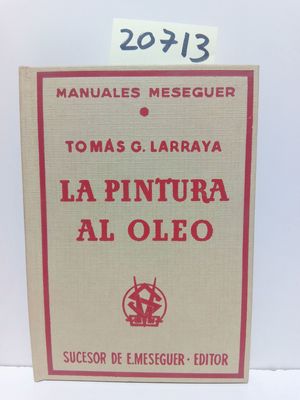 20713
MANUALES MESEGUER
TOMÁS G. LARRAYA
LA PINTURA
AL OLEO
SUCESOR DE E.MESEGUER · EDITOR